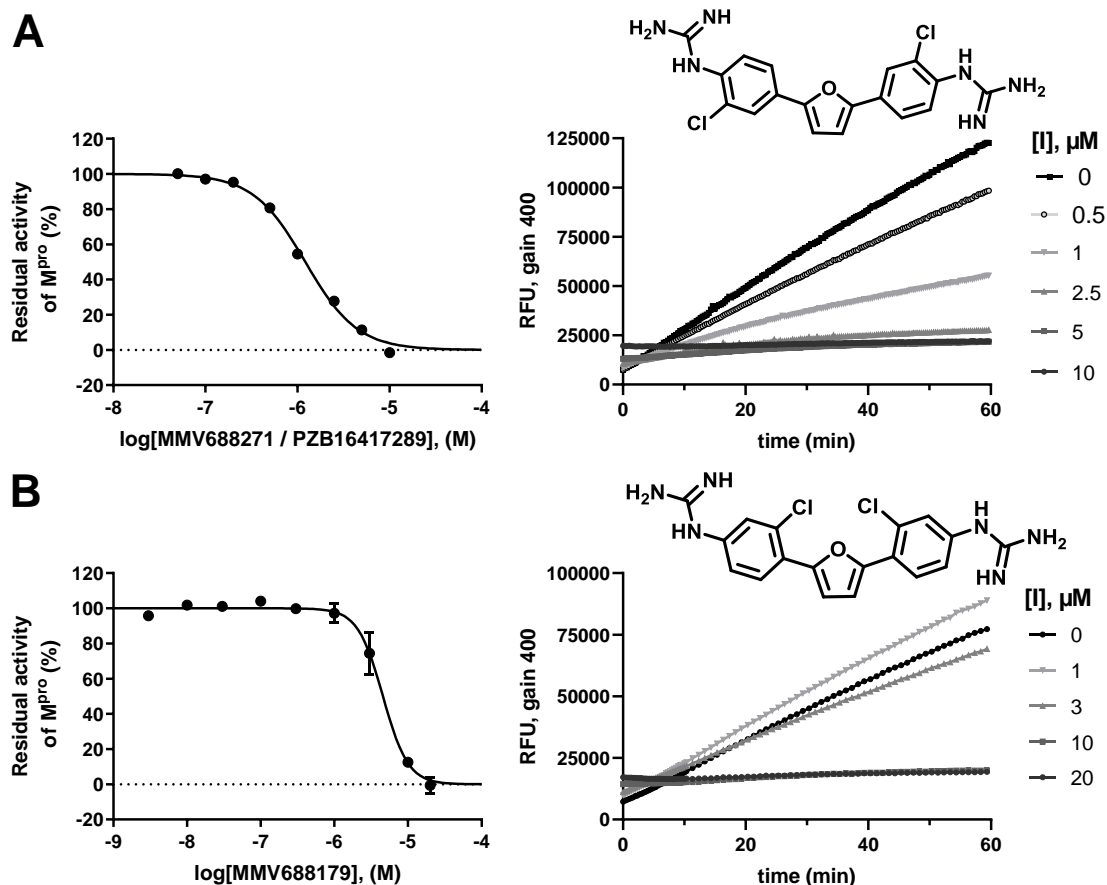 A
H₂N NH
HN
Cl
O
Cl
H
N
NH₂
HN
120
100
80
60
40
20
0
-20
Residual activity
of Mᵖʳᵒ (%)
-8 -7 -6 -5 -4
log[MMV688271 / PZB16417289], (M)
125000
100000
75000
50000
25000
0
RFU, gain 400
0 20 40 60
time (min)
[I], µM
0
0.5
1
2.5
5
10
B
H₂N NH
HN
Cl
O
Cl
H
N
NH₂
HN
120
100
80
60
40
20
0
-20
Residual activity
of Mᵖʳᵒ (%)
-9 -8 -7 -6 -5 -4
log[MMV688179], (M)
100000
75000
50000
25000
0
RFU, gain 400
0 20 40 60
time (min)
[I], µM
0
1
3
10
20